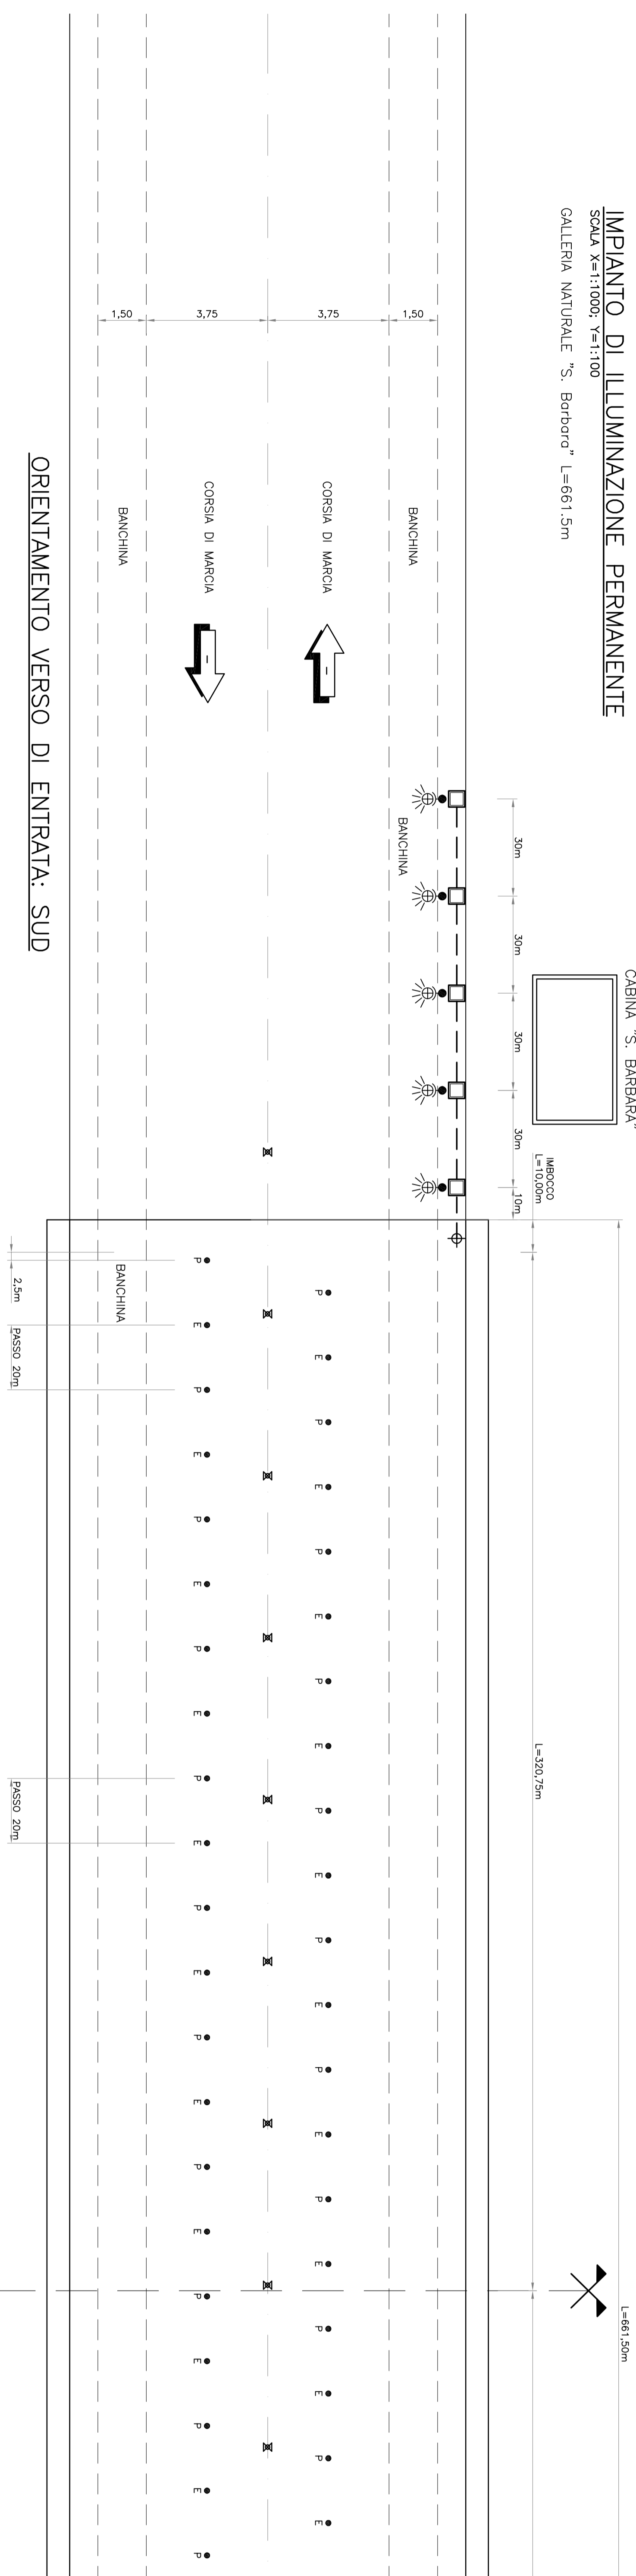 IMPIANTO DI ILLUMINAZIONE PERMANENTE
SCALA X=1:1000; Y=1:100
GALLERIA NATURALE "S. Barbara" L=661.5m
CABINA "S. BARBARA"
L=661,50m
IMBOCCO
L=10,00m
L=320,75m
30m 30m 30m 30m 10m
1,50
BANCHINA
BANCHINA
3,75
CORSIA DI MARCIA
P E P E P E P E P E P E P E P E P E P E
3,75
CORSIA DI MARCIA
P E P E P E P E P E P E P E P E P E P E P
1,50
BANCHINA
BANCHINA
ORIENTAMENTO VERSO DI ENTRATA: SUD
2,5m
PASSO 20m
PASSO 20m